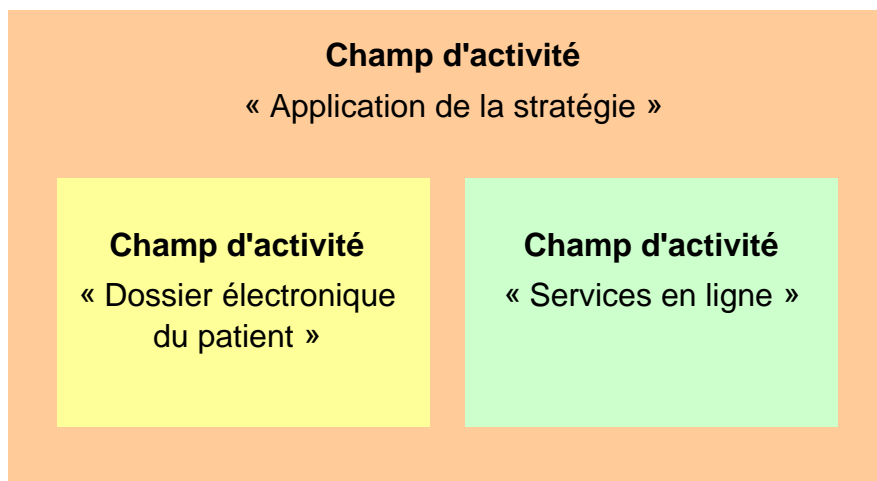 Champ d'activité
« Application de la stratégie »
Champ d'activité
« Dossier électronique
du patient »
Champ d'activité
« Services en ligne »